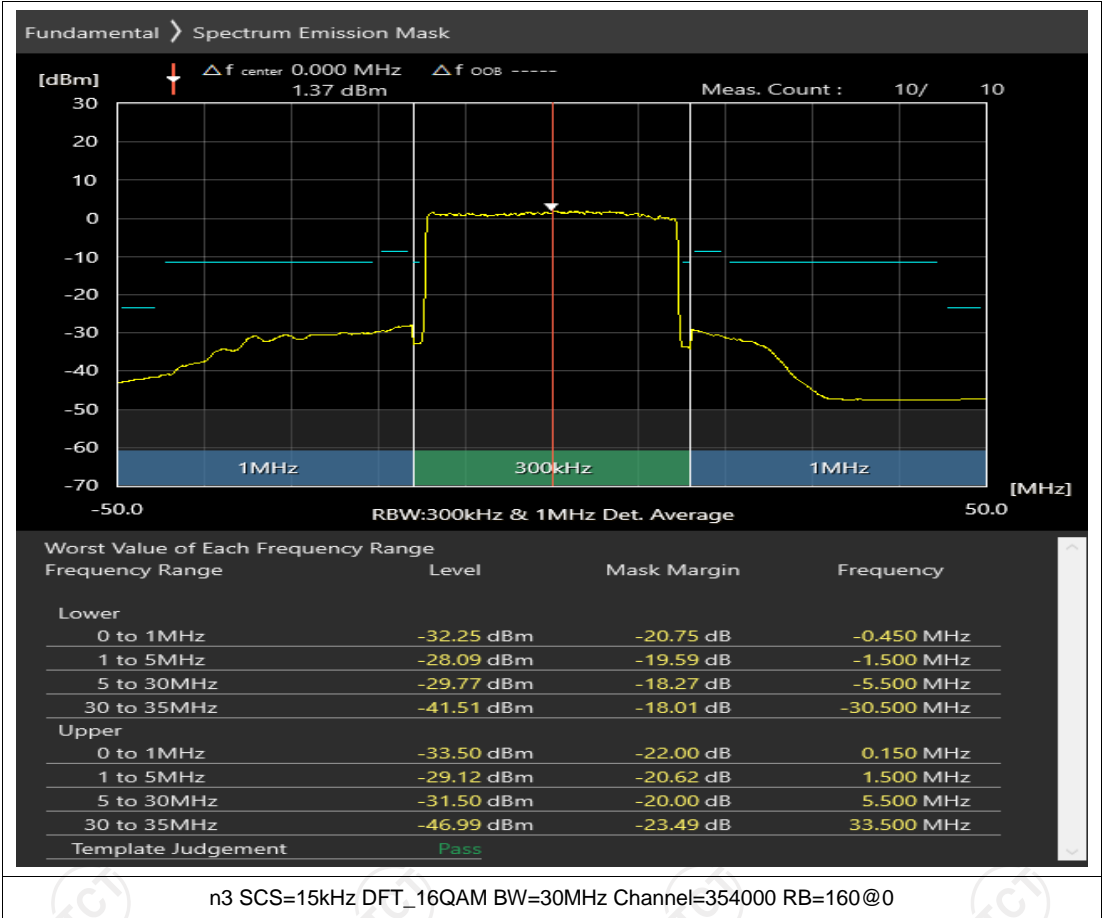 Fundamental ❯ Spectrum Emission Mask
[dBm] △f center 0.000 MHz △f OOB -----
1.37 dBm Meas. Count : 10/ 10
30
20
10
0
-10
-20
-30
-40
-50
-60
1MHz 300kHz 1MHz
-70
[MHz]
-50.0 RBW:300kHz & 1MHz Det. Average 50.0
Worst Value of Each Frequency Range
Frequency Range Level Mask Margin Frequency
Lower
0 to 1MHz -32.25 dBm -20.75 dB -0.450 MHz
1 to 5MHz -28.09 dBm -19.59 dB -1.500 MHz
5 to 30MHz -29.77 dBm -18.27 dB -5.500 MHz
30 to 35MHz -41.51 dBm -18.01 dB -30.500 MHz
Upper
0 to 1MHz -33.50 dBm -22.00 dB 0.150 MHz
1 to 5MHz -29.12 dBm -20.62 dB 1.500 MHz
5 to 30MHz -31.50 dBm -20.00 dB 5.500 MHz
30 to 35MHz -46.99 dBm -23.49 dB 33.500 MHz
Template Judgement Pass
n3 SCS=15kHz DFT_16QAM BW=30MHz Channel=354000 RB=160@0
TCT TCT TCT TCT TCT